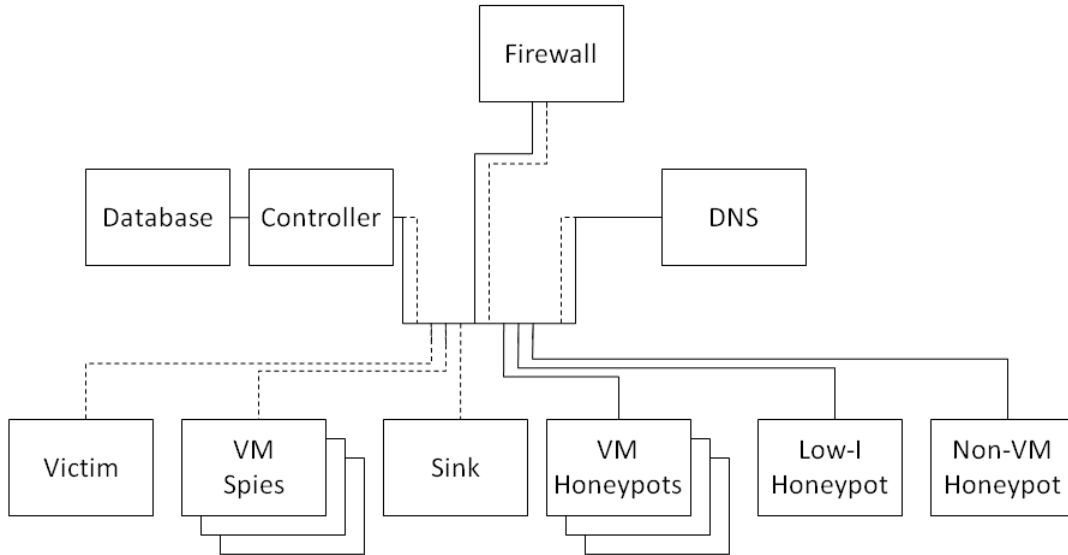 Firewall
Database
Controller
DNS
Victim
VM
Spies
Sink
VM
Honeypots
Low-I
Honeypot
Non-VM
Honeypot